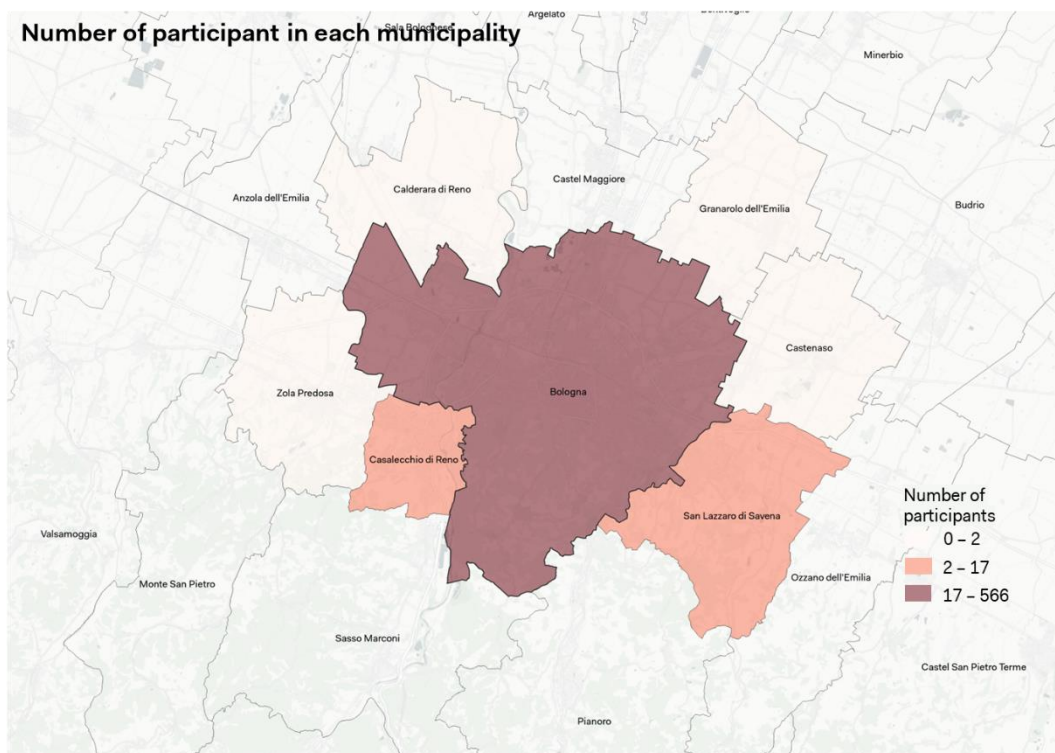 Argelato
Number of participant in each municipality
Sala Bolognese
Minerbio
Castel Maggiore
Anzola dell'Emilia
Calderara di Reno
Budrio
Granarolo dell'Emilia
Castenaso
Zola Predosa
Bologna
Casalecchio di Reno
Number of
participants
0 – 2
2 – 17
17 – 566
San Lazzaro di Savena
Valsamoggia
Ozzano dell'Emilia
Monte San Pietro
Sasso Marconi
Castel San Pietro Terme
Pianoro